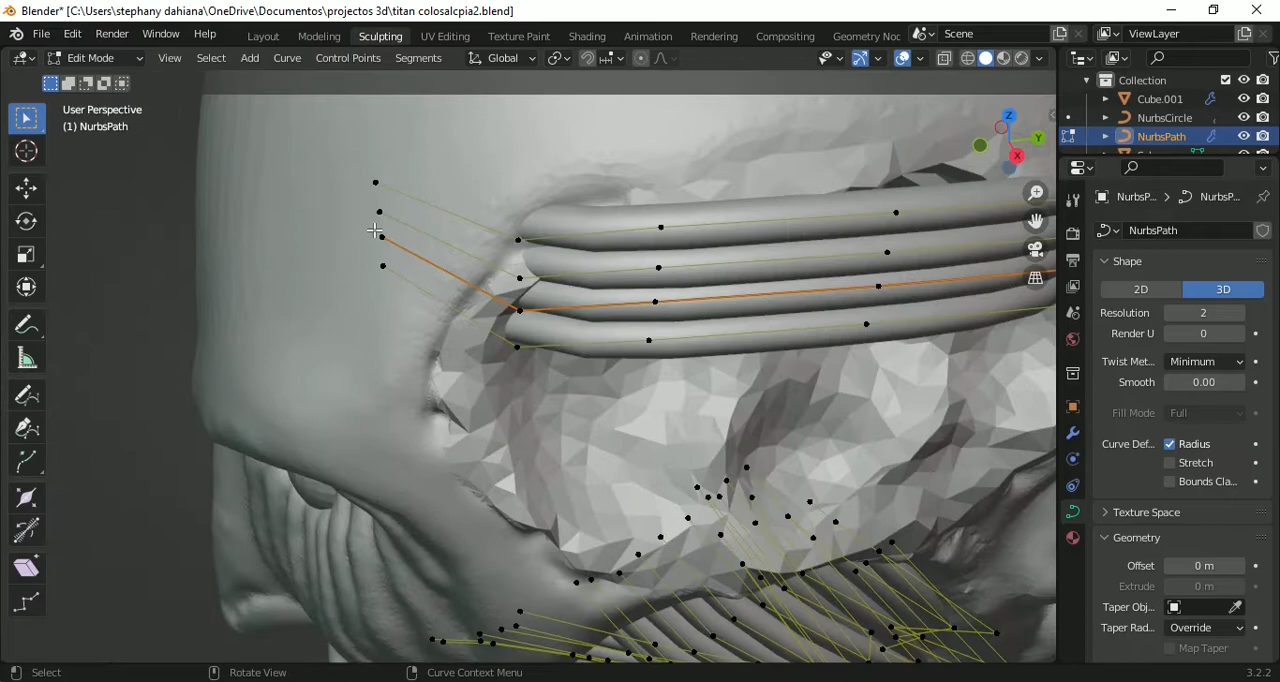 Blender* [C:\Users\stephany dahiana\OneDrive\Documentos\projectos 3d\titan colosalcpia2.blend]
File Edit Render Window Help Layout Modeling Sculpting UV Editing Texture Paint Shading Animation Rendering Compositing Geometry Noc Scene ViewLayer
Edit Mode View Select Add Curve Control Points Segments Global
User Perspective
(1) NurbsPath
Z
Y
X
Collection
Cube.001
NurbsCircle
NurbsPath
NurbsP... NurbsP...
NurbsPath
Shape
2D 3D
Resolution 2
Render U 0
Twist Met... Minimum
Smooth 0.00
Fill Mode Full
Curve Def... Radius
Stretch
Bounds Cla...
Texture Space
Geometry
Offset 0 m
Extrude 0 m
Taper Obj...
Taper Rad... Override
Map Taper
Select Rotate View Curve Context Menu 3.2.2